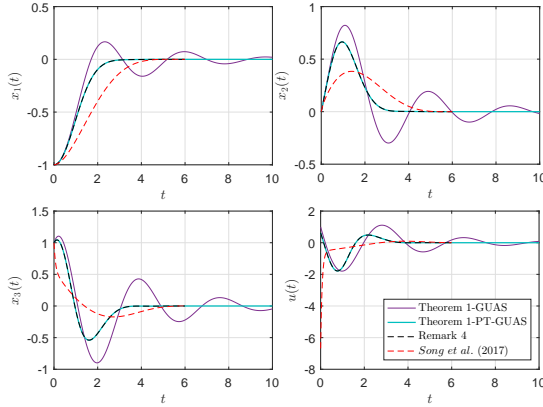 0.5
0
-0.5
-1
0 2 4 6 8 10
x1(t)
t
1
0.5
0
-0.5
0 2 4 6 8 10
x2(t)
t
1.5
1
0.5
0
-0.5
-1
0 2 4 6 8 10
x3(t)
t
2
0
-2
-4
-6
-8
0 2 4 6 8 10
u(t)
t
Theorem 1-GUAS
Theorem 1-PT-GUAS
Remark 4
Song et al. (2017)